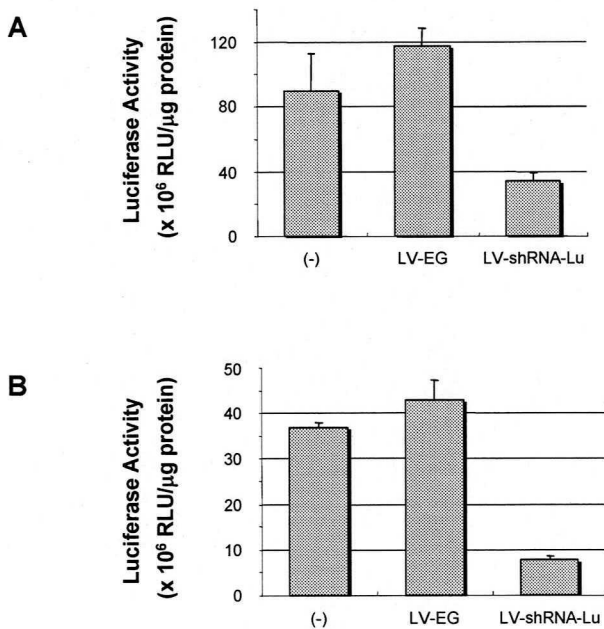 A
Luciferase Activity
(x 10⁶ RLU/µg protein)
120
80
40
0
(-)
LV-EG
LV-shRNA-Lu
B
Luciferase Activity
(x 10⁶ RLU/µg protein)
50
40
30
20
10
0
(-)
LV-EG
LV-shRNA-Lu